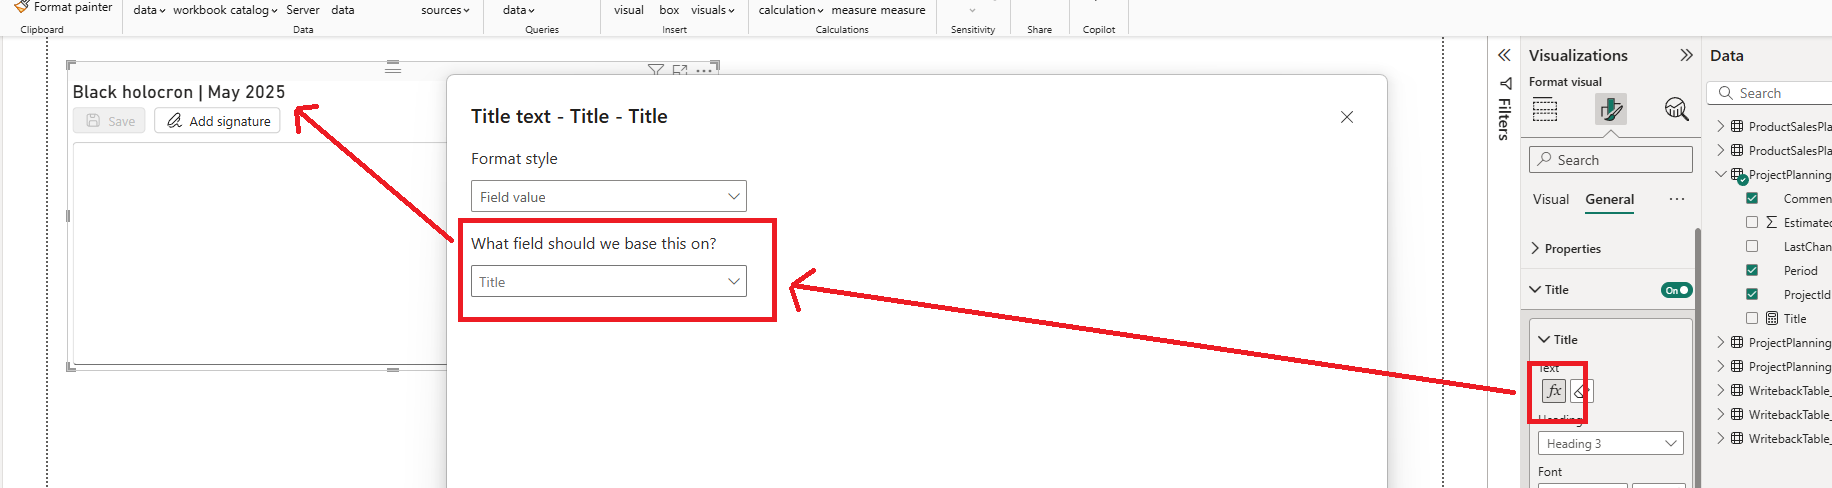 Format painter
data
workbook
catalog
Server
data
sources
data
visual
box
visuals
calculation
measure
measure
Clipboard
Data
Queries
Insert
Calculations
Sensitivity
Share
Copilot
Black holocron | May 2025
Save
Add signature
Title text - Title - Title
Format style
Field value
What field should we base this on?
Title
Filters
Visualizations
Format visual
Search
Visual
General
Properties
Title
On
Title
Text
fx
Heading
Heading 3
Font
Data
Search
ProductSalesPla
ProductSalesPla
ProjectPlanning
Commen
Estimated
LastChan
Period
ProjectId
Title
ProjectPlanning
ProjectPlanning
WritebackTable_
WritebackTable_
WritebackTable_